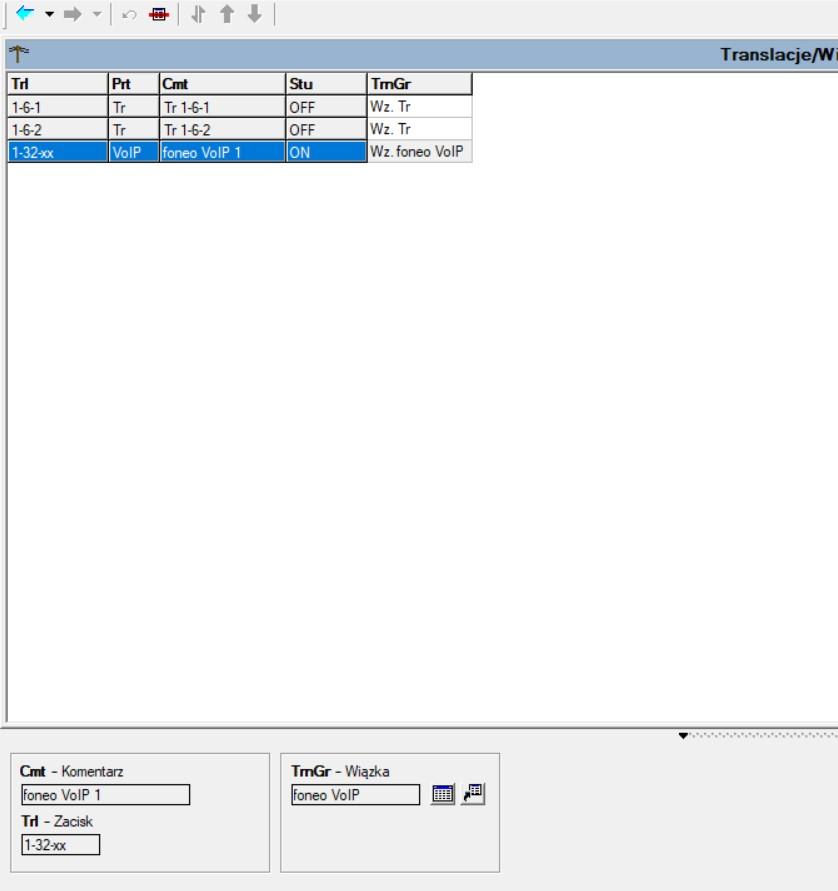 Translacje/Wi
Trl Prt Cmt Stu TrnGr
1-6-1 Tr Tr 1-6-1 OFF Wz. Tr
1-6-2 Tr Tr 1-6-2 OFF Wz. Tr
1-32-xx VoIP foneo VoIP 1 ON Wz. foneo VoIP
Cmt - Komentarz
foneo VoIP 1
Trl - Zacisk
1-32-xx
TrnGr - Wiązka
foneo VoIP